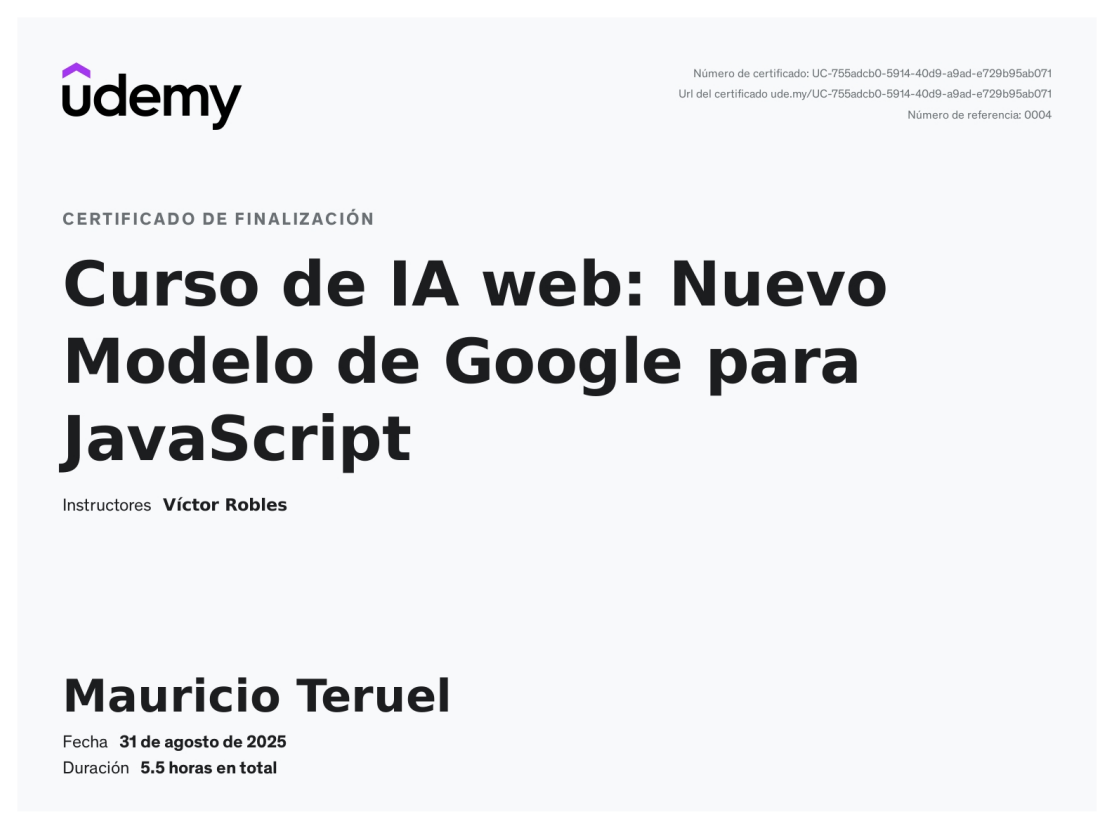 udemy
Número de certificado: UC-755adcb0-5914-40d9-a9ad-e729b95ab071
Url del certificado ude.my/UC-755adcb0-5914-40d9-a9ad-e729b95ab071
Número de referencia: 0004
CERTIFICADO DE FINALIZACIÓN
Curso de IA web: Nuevo
Modelo de Google para
JavaScript
Instructores Víctor Robles
Mauricio Teruel
Fecha 31 de agosto de 2025
Duración 5.5 horas en total